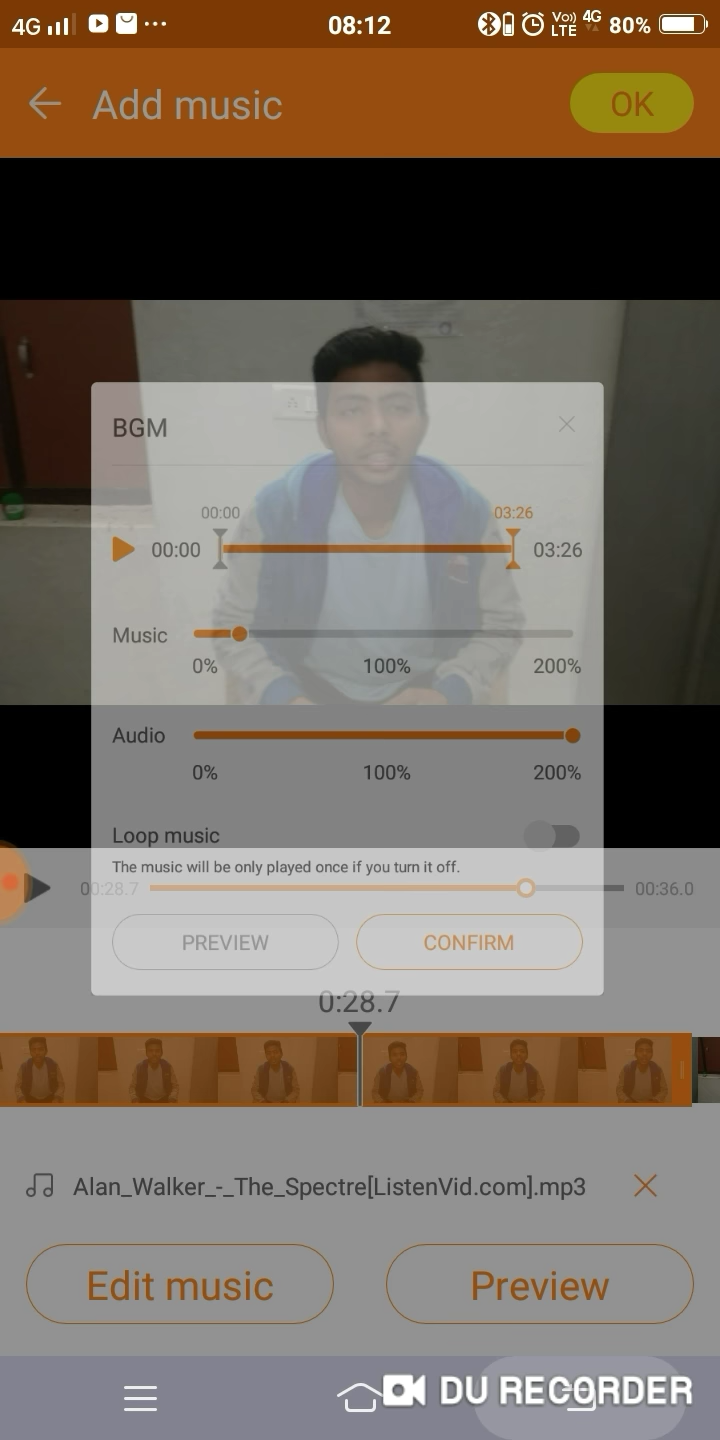 4G 08:12 Vo)) LTE 4G 80%
Add music OK
BGM
00:00 03:26
00:00 03:26
Music
0% 100% 200%
Audio
0% 100% 200%
Loop music
The music will be only played once if you turn it off.
00:28.7 00:36.0
PREVIEW CONFIRM
0:28.7
Alan_Walker_-_The_Spectre[ListenVid.com].mp3
Edit music Preview
DU RECORDER